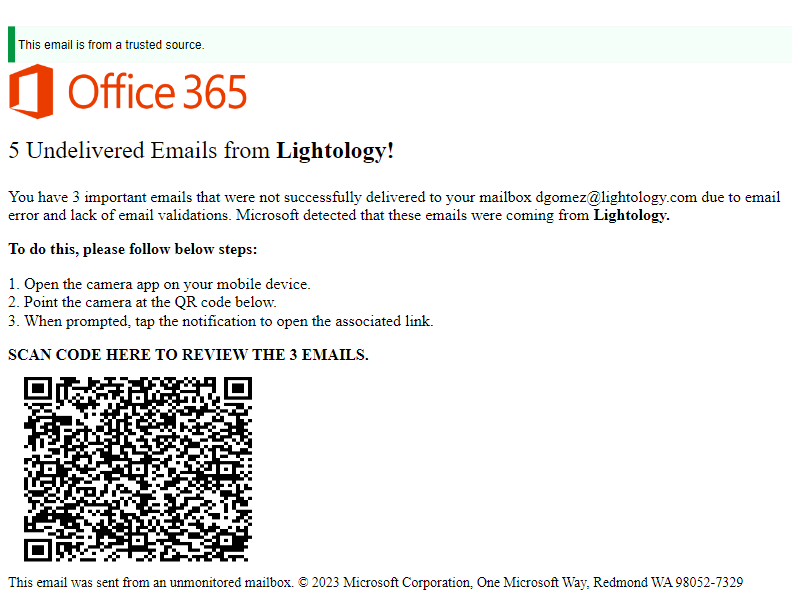 This email is from a trusted source.
Office 365
5 Undelivered Emails from Lightology!
You have 3 important emails that were not successfully delivered to your mailbox dgomez@lightology.com due to email
error and lack of email validations. Microsoft detected that these emails were coming from Lightology.
To do this, please follow below steps:
1. Open the camera app on your mobile device.
2. Point the camera at the QR code below.
3. When prompted, tap the notification to open the associated link.
SCAN CODE HERE TO REVIEW THE 3 EMAILS.
This email was sent from an unmonitored mailbox. © 2023 Microsoft Corporation, One Microsoft Way, Redmond WA 98052-7329